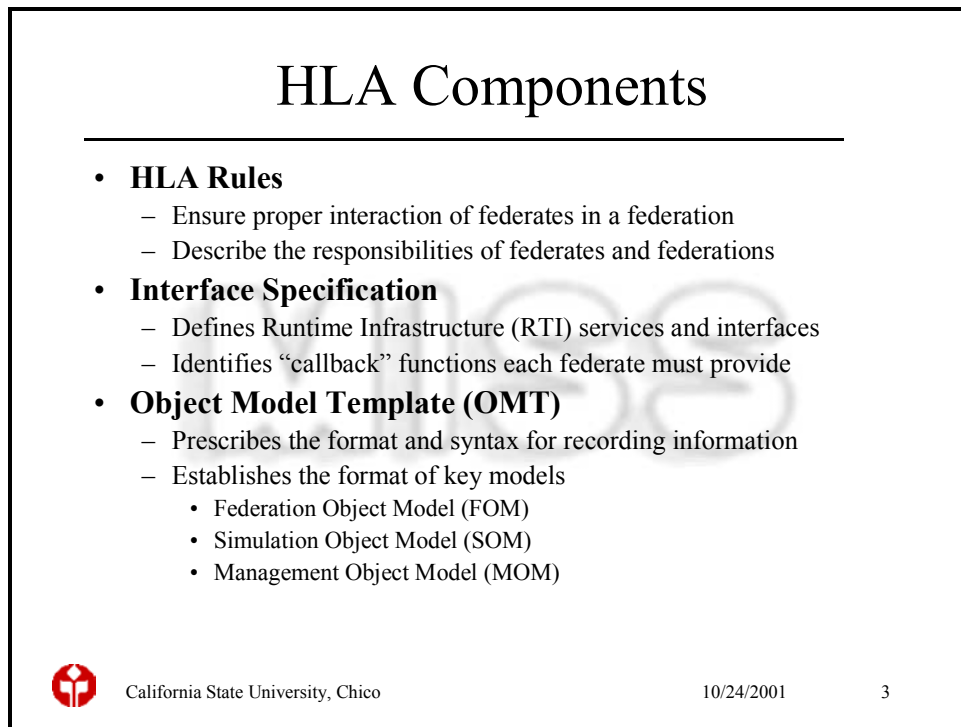 HLA Components
• HLA Rules
– Ensure proper interaction of federates in a federation
– Describe the responsibilities of federates and federations
• Interface Specification
– Defines Runtime Infrastructure (RTI) services and interfaces
– Identifies “callback” functions each federate must provide
• Object Model Template (OMT)
– Prescribes the format and syntax for recording information
– Establishes the format of key models
• Federation Object Model (FOM)
• Simulation Object Model (SOM)
• Management Object Model (MOM)
California State University, Chico 10/24/2001 3